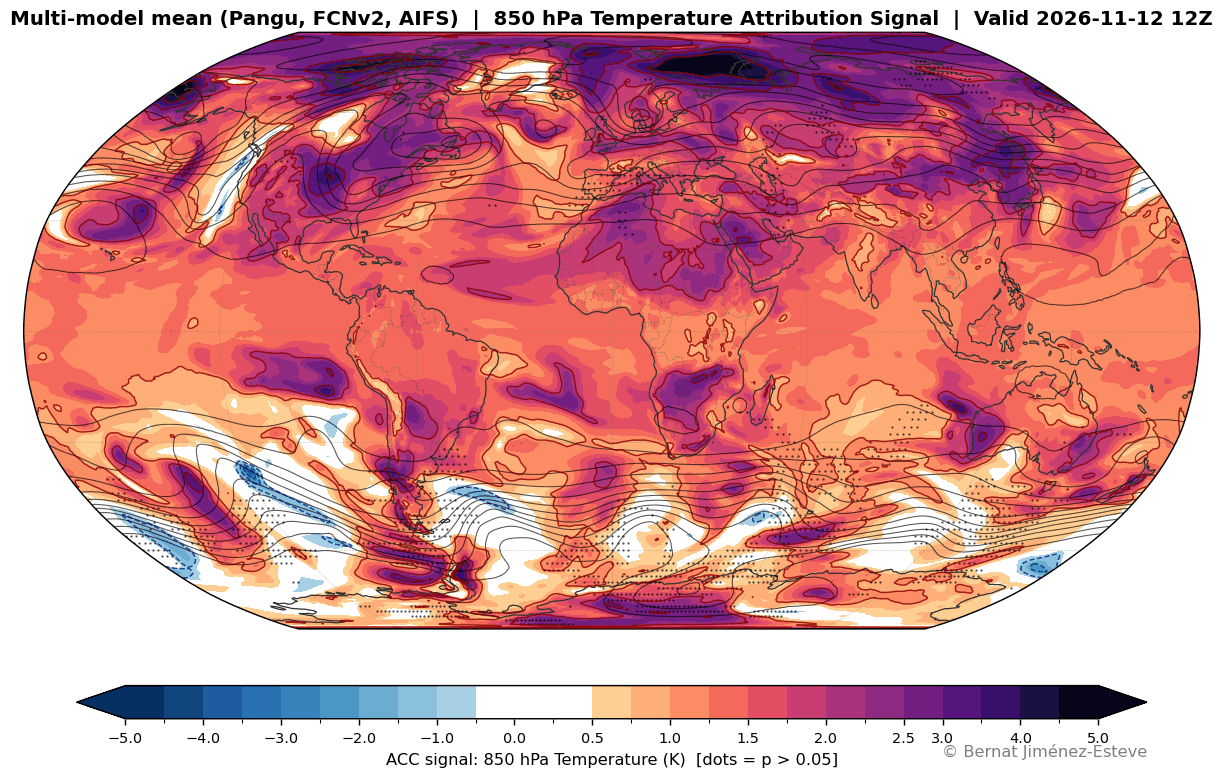 Multi-model mean (Pangu, FCNv2, AIFS)  |  850 hPa Temperature Attribution Signal  |  Valid 2026-11-12 12Z
−5.0 −4.0 −3.0 −2.0 −1.0 0.0 0.5 1.0 1.5 2.0 2.5 3.0 4.0 5.0
© Bernat Jiménez-Esteve
ACC signal: 850 hPa Temperature (K)  [dots = p > 0.05]